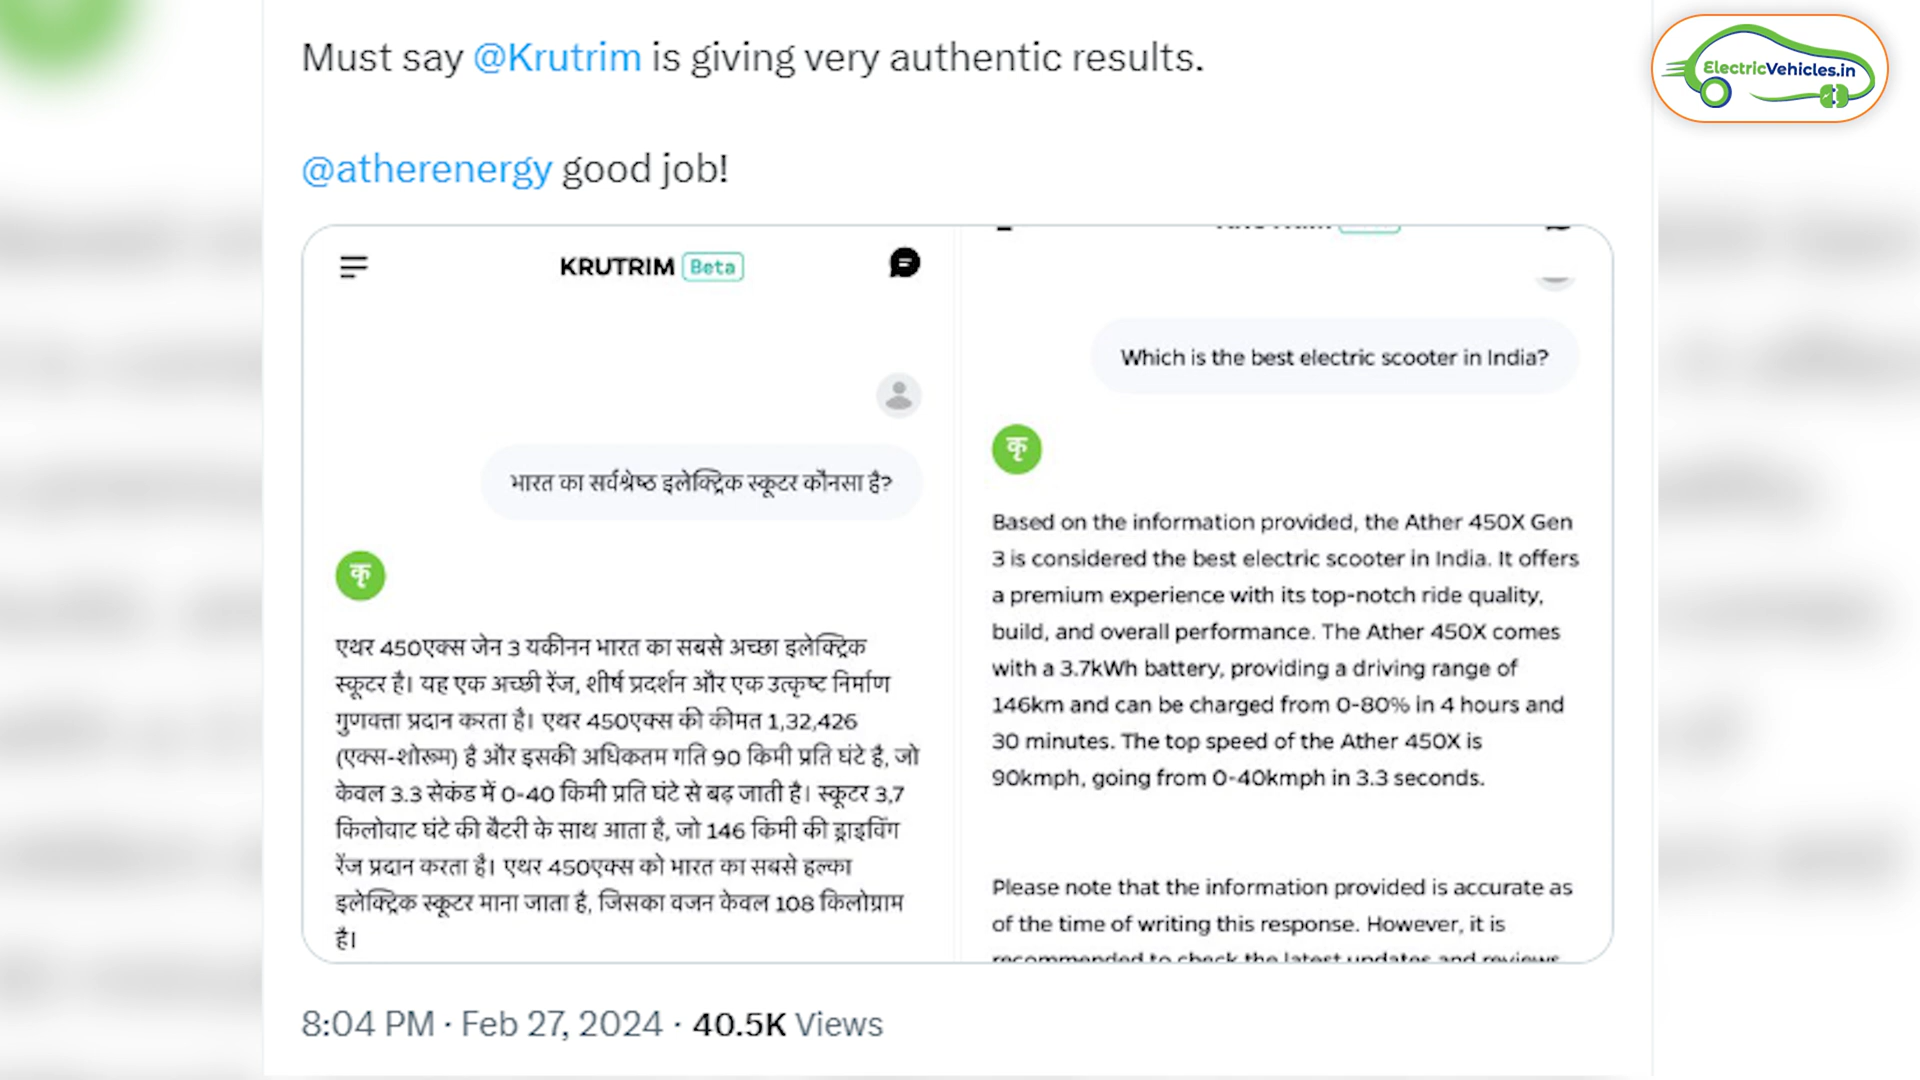 Must say @Krutrim is giving very authentic results.
ElectricVehicles.in
@atherenergy good job!
KRUTRIM Beta
भारत का सर्वश्रेष्ठ इलेक्ट्रिक स्कूटर कौनसा है?
कृ
एथर 450एक्स जेन 3 यकीनन भारत का सबसे अच्छा इलेक्ट्रिक
स्कूटर है। यह एक अच्छी रेंज, शीर्ष प्रदर्शन और एक उत्कृष्ट निर्माण
गुणवत्ता प्रदान करता है। एथर 450एक्स की कीमत 1,32,426
(एक्स-शोरूम) है और इसकी अधिकतम गति 90 किमी प्रति घंटे है, जो
केवल 3.3 सेकंड में 0-40 किमी प्रति घंटे से बढ़ जाती है। स्कूटर 3,7
किलोवाट घंटे की बैटरी के साथ आता है, जो 146 किमी की ड्राइविंग
रेंज प्रदान करता है। एथर 450एक्स को भारत का सबसे हल्का
इलेक्ट्रिक स्कूटर माना जाता है, जिसका वजन केवल 108 किलोग्राम
है।
Which is the best electric scooter in India?
कृ
Based on the information provided, the Ather 450X Gen
3 is considered the best electric scooter in India. It offers
a premium experience with its top-notch ride quality,
build, and overall performance. The Ather 450X comes
with a 3.7kWh battery, providing a driving range of
146km and can be charged from 0-80% in 4 hours and
30 minutes. The top speed of the Ather 450X is
90kmph, going from 0-40kmph in 3.3 seconds.
Please note that the information provided is accurate as
of the time of writing this response. However, it is
recommended to check the latest updates and reviews
8:04 PM · Feb 27, 2024 · 40.5K Views